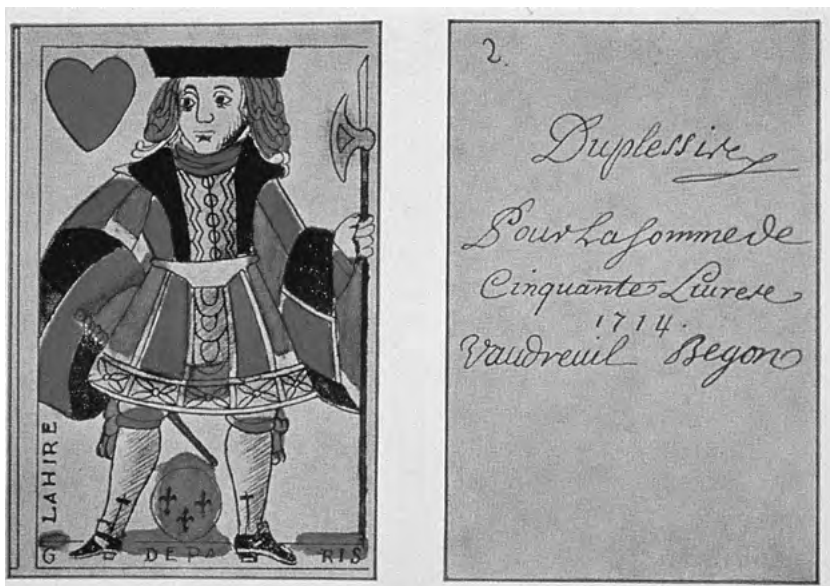 LAHIRE
G DE PA RIS
2.
Duplessis
Pour La somme de
Cinquante Livres
1714.
Vaudreuil Begon